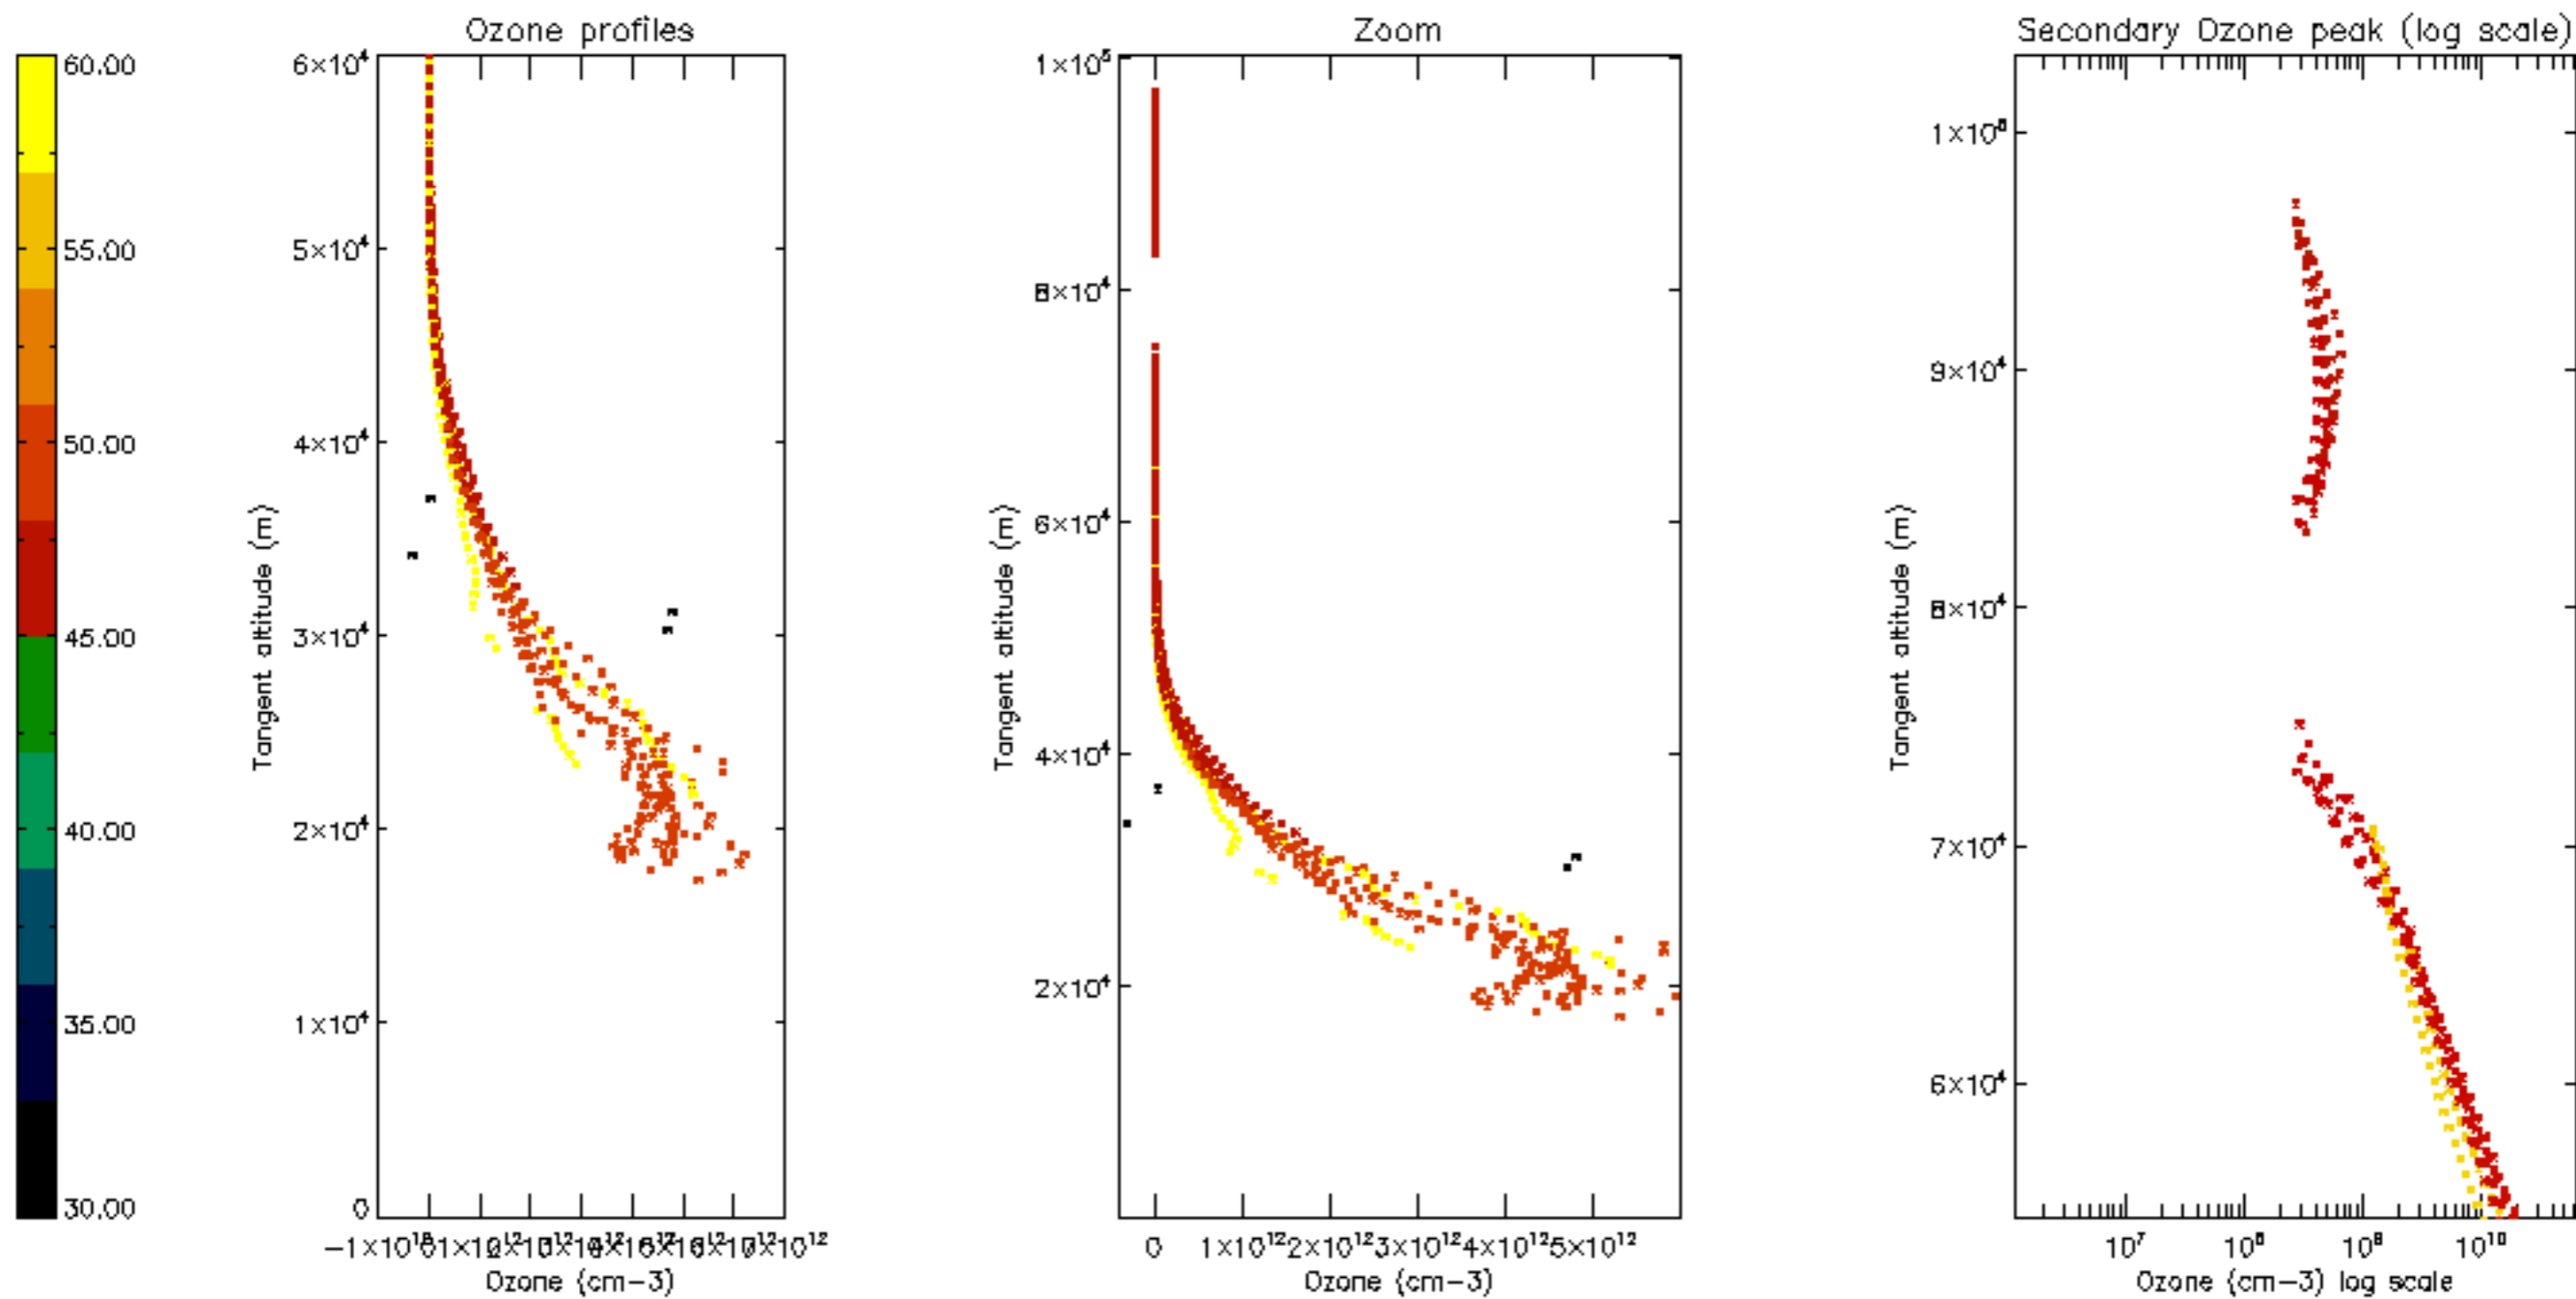 Ozone profiles
Zoom
Secondary Ozone peak (log scale)
60.00
55.00
50.00
45.00
40.00
35.00
30.00
6×10⁴
5×10⁴
4×10⁴
3×10⁴
2×10⁴
1×10⁴
0
Tangent altitude (m)
Ozone (cm-3)
1×10⁵
8×10⁴
6×10⁴
4×10⁴
2×10⁴
Tangent altitude (m)
0 1×10¹² 2×10¹² 3×10¹² 4×10¹² 5×10¹²
Ozone (cm-3)
9×10⁴
8×10⁴
7×10⁴
6×10⁴
Tangent altitude (m)
10⁷ 10⁸ 10⁹ 10¹⁰
Ozone (cm-3) log scale